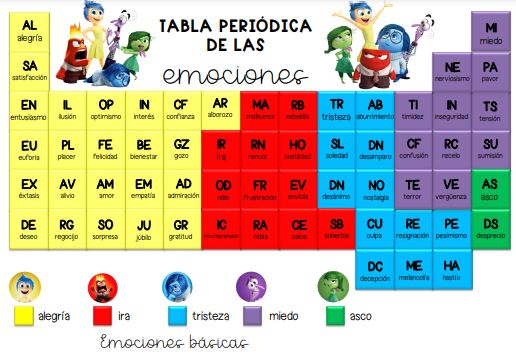 TABLA PERIÓDICA
DE LAS
emociones
AL MI
alegría miedo
SA NE PA
satisfacción nerviosismo pavor
EN IL OP IN CF AR MA RB TR AB TI IN TS
entusiasmo ilusión optimismo interés confianza alborozo malhumor rebeldía tristeza aburrimiento timidez inseguridad tensión
EU PL FE BE GZ IR RN HO SL DN CF RC SU
euforia placer felicidad bienestar gozo ira rencor hostilidad soledad desamparo confusión recelo sumisión
EX AV AM EM AD OD FR EV DN NO TE VE AS
éxtasis alivio amor empatía admiración odio frustración envidia desánimo nostalgia terror vergüenza asco
DE RG SO JU GR IC RA CE SB CU RE PE DS
deseo regocijo sorpresa júbilo gratitud incomprensión rabia celos soberbia culpa resignación pesimismo desprecio
DC ME HA
decepción melancolía hastío
alegría ira tristeza miedo asco
Emociones básicas